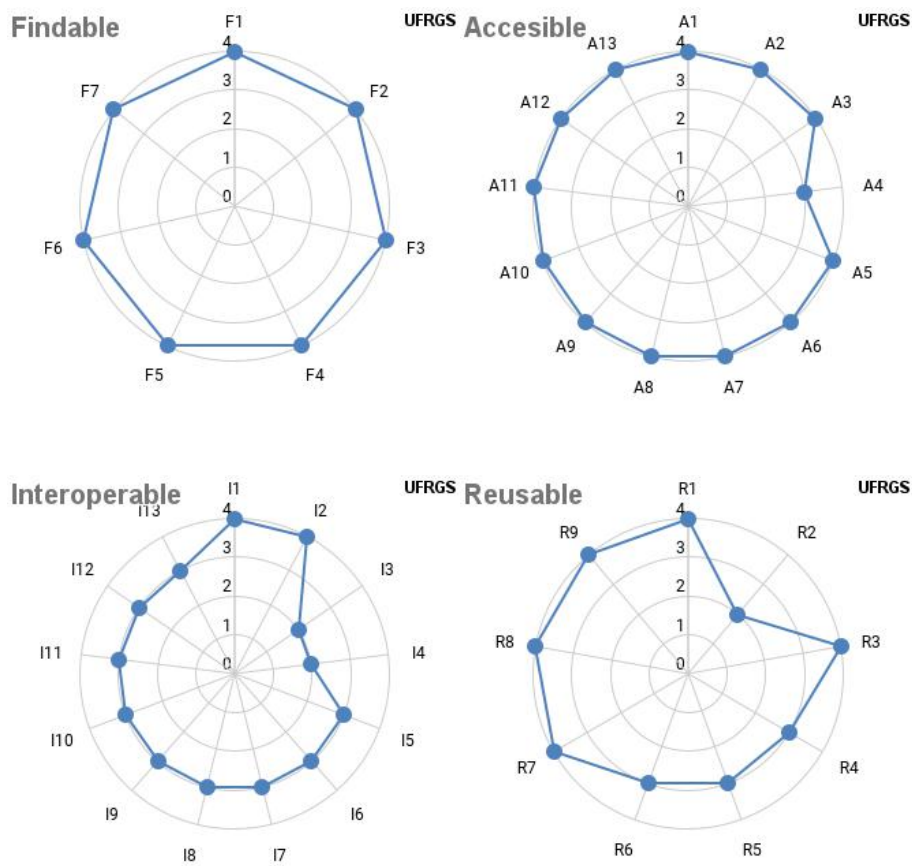 Findable
UFRGS
F1
F2
F3
F4
F5
F6
F7
4
3
2
1
0
Accesible
UFRGS
A1
A2
A3
A4
A5
A6
A7
A8
A9
A10
A11
A12
A13
4
3
2
1
0
Interoperable
UFRGS
I1
I2
I3
I4
I5
I6
I7
I8
I9
I10
I11
I12
I13
4
3
2
1
0
Reusable
UFRGS
R1
R2
R3
R4
R5
R6
R7
R8
R9
4
3
2
1
0